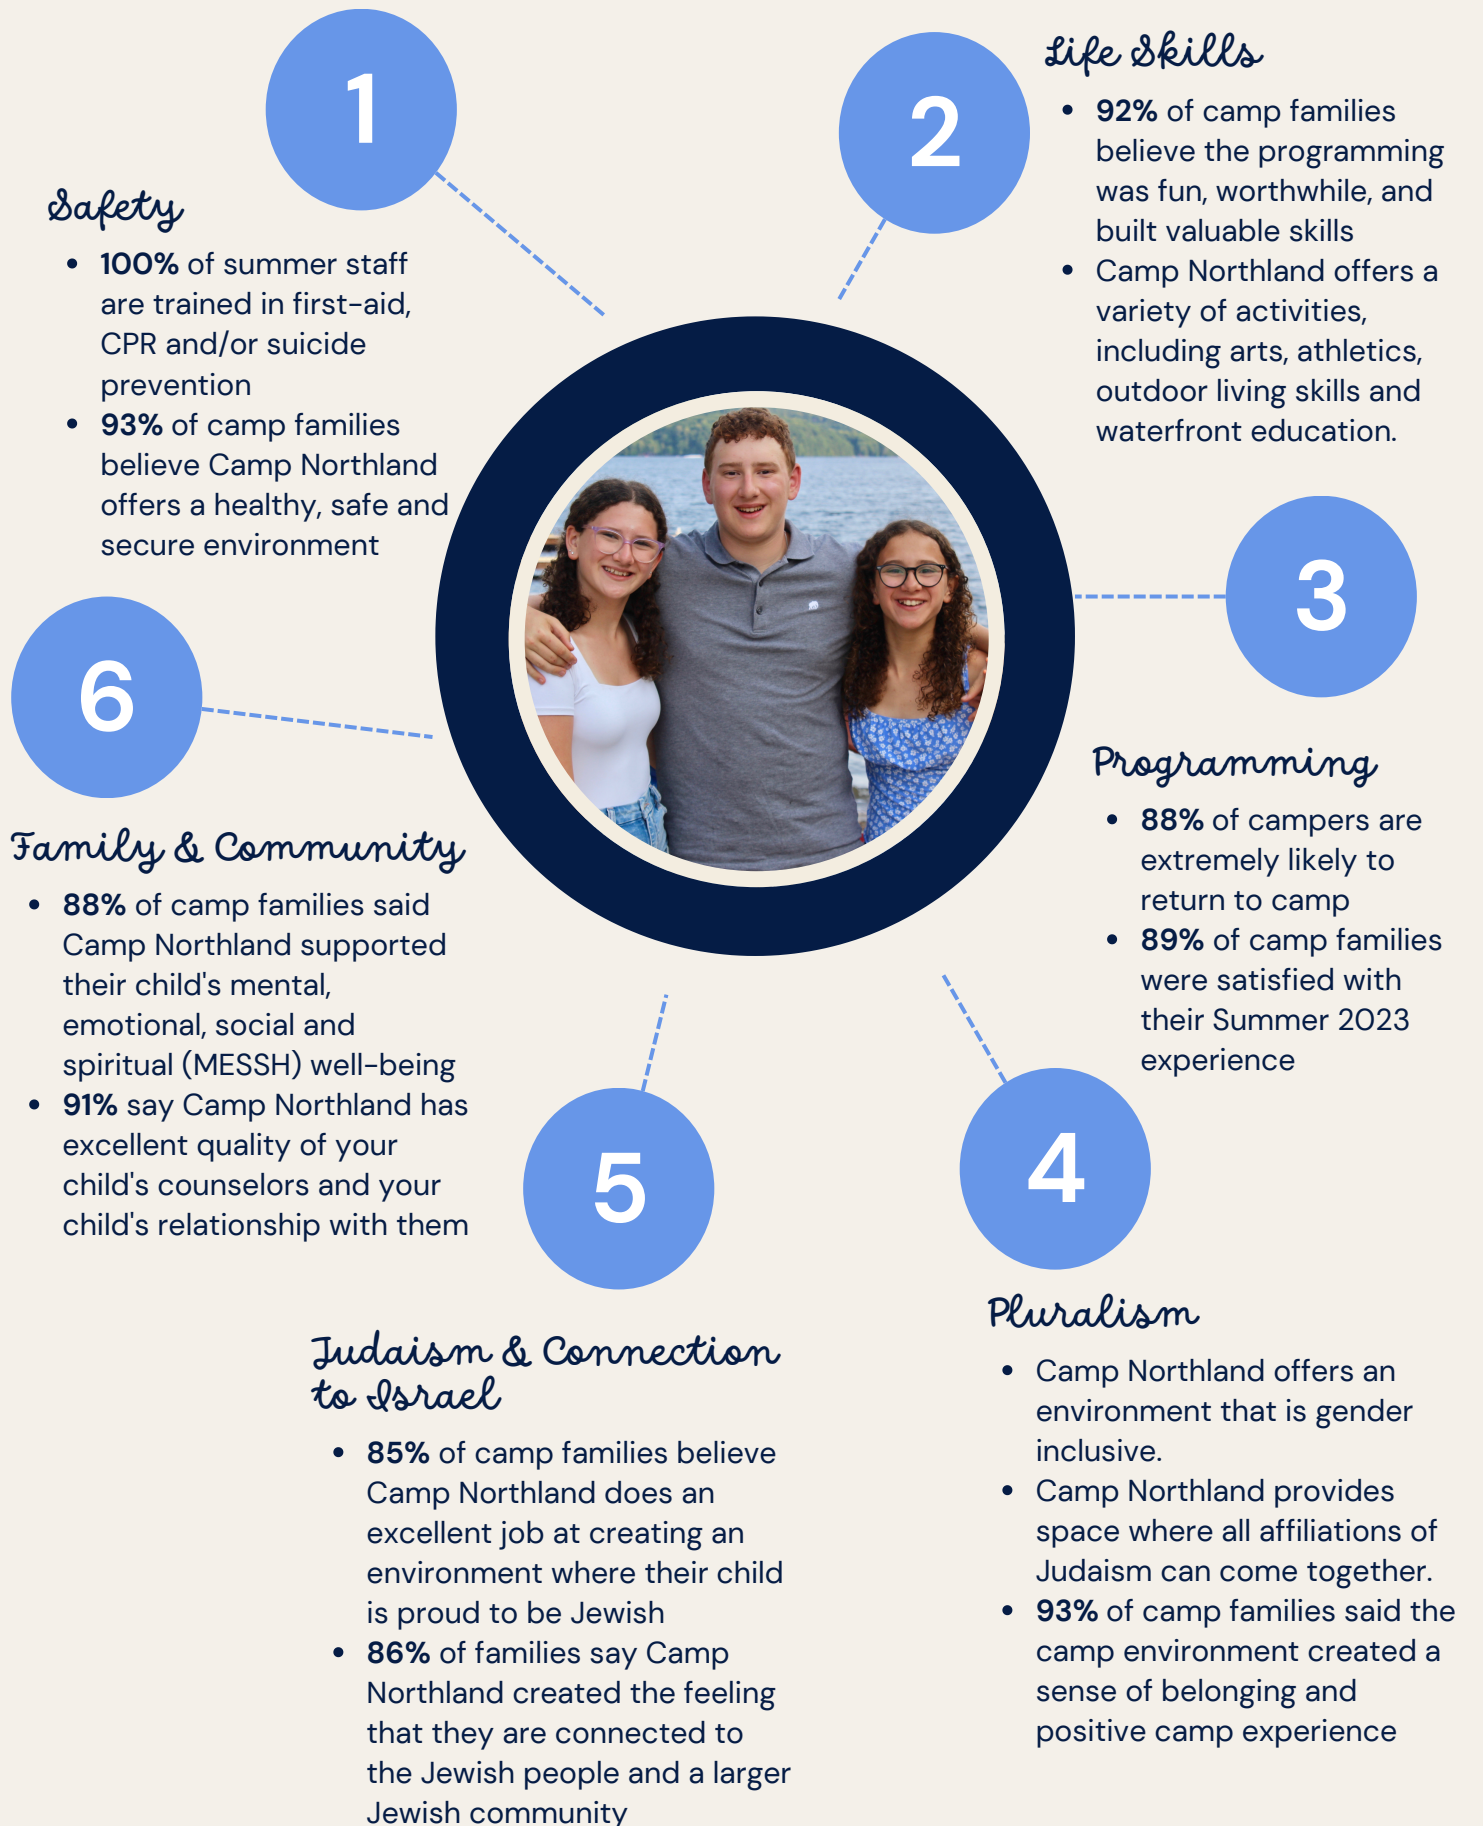 1
Safety
• 100% of summer staff
are trained in first-aid,
CPR and/or suicide
prevention
• 93% of camp families
believe Camp Northland
offers a healthy, safe and
secure environment
2
Life Skills
• 92% of camp families
believe the programming
was fun, worthwhile, and
built valuable skills
• Camp Northland offers a
variety of activities,
including arts, athletics,
outdoor living skills and
waterfront education.
3
Programming
• 88% of campers are
extremely likely to
return to camp
• 89% of camp families
were satisfied with
their Summer 2023
experience
4
Pluralism
• Camp Northland offers an
environment that is gender
inclusive.
• Camp Northland provides
space where all affiliations of
Judaism can come together.
• 93% of camp families said the
camp environment created a
sense of belonging and
positive camp experience
5
Judaism & Connection
to Israel
• 85% of camp families believe
Camp Northland does an
excellent job at creating an
environment where their child
is proud to be Jewish
• 86% of families say Camp
Northland created the feeling
that they are connected to
the Jewish people and a larger
Jewish community
6
Family & Community
• 88% of camp families said
Camp Northland supported
their child's mental,
emotional, social and
spiritual (MESSH) well-being
• 91% say Camp Northland has
excellent quality of your
child's counselors and your
child's relationship with them